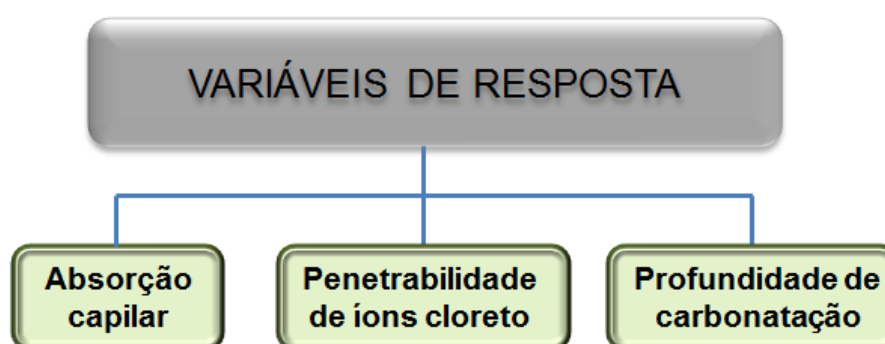 VARIÁVEIS DE RESPOSTA
Absorção
capilar
Penetrabilidade
de íons cloreto
Profundidade de
carbonatação